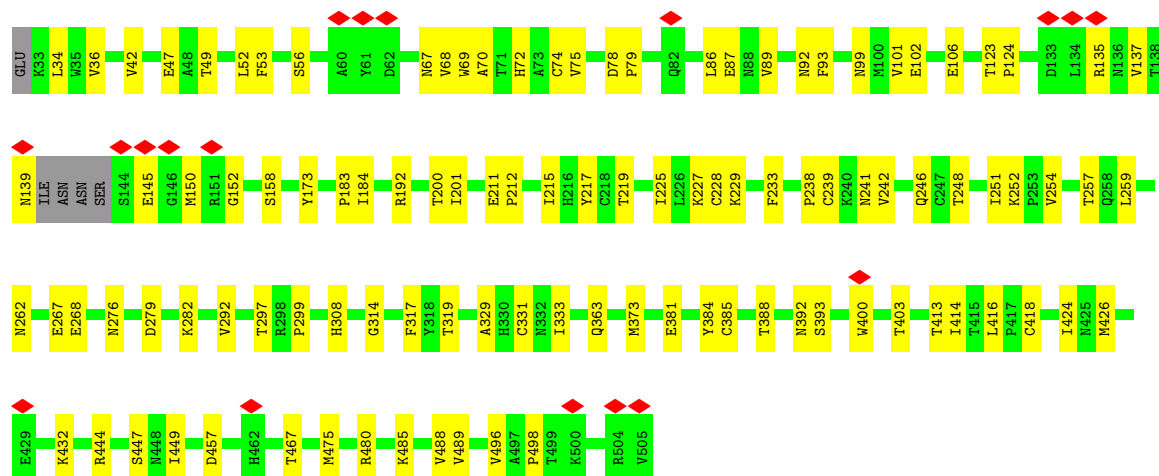 GLU K33 L34 W35 V36 V42 E47 A48 T49 L52 F53 S56 A60 Y61 D62 N67 V68 W69 A70 T71 H72 A73 C74 V75 D78 P79 Q82 L86 E87 N88 V89 N92 F93 N99 M100 V101 E102 E106 T123 P124 D133 L134 R135 N136 V137 T138
N139 ILE ASN ASN SER S144 E145 G146 M150 R151 G152 S158 Y173 P183 I184 R192 T200 I201 E211 P212 I215 H216 Y217 C218 T219 I225 L226 K227 C228 K229 F233 P238 C239 K240 N241 V242 Q246 C247 T248 I251 K252 P253 V254 T257 Q258 L259
N262 E267 E268 N276 D279 K282 V292 T297 R298 P299 H308 G314 F317 Y318 T319 A329 H330 C331 N332 I333 Q363 M373 E381 Y384 C385 T388 N392 S393 W400 T403 T413 I414 T415 L416 P417 C418 I424 N425 M426
E429 K432 R444 S447 N448 I449 D457 H462 T467 M475 R480 K485 V488 V489 V496 A497 P498 T499 K500 R504 V505